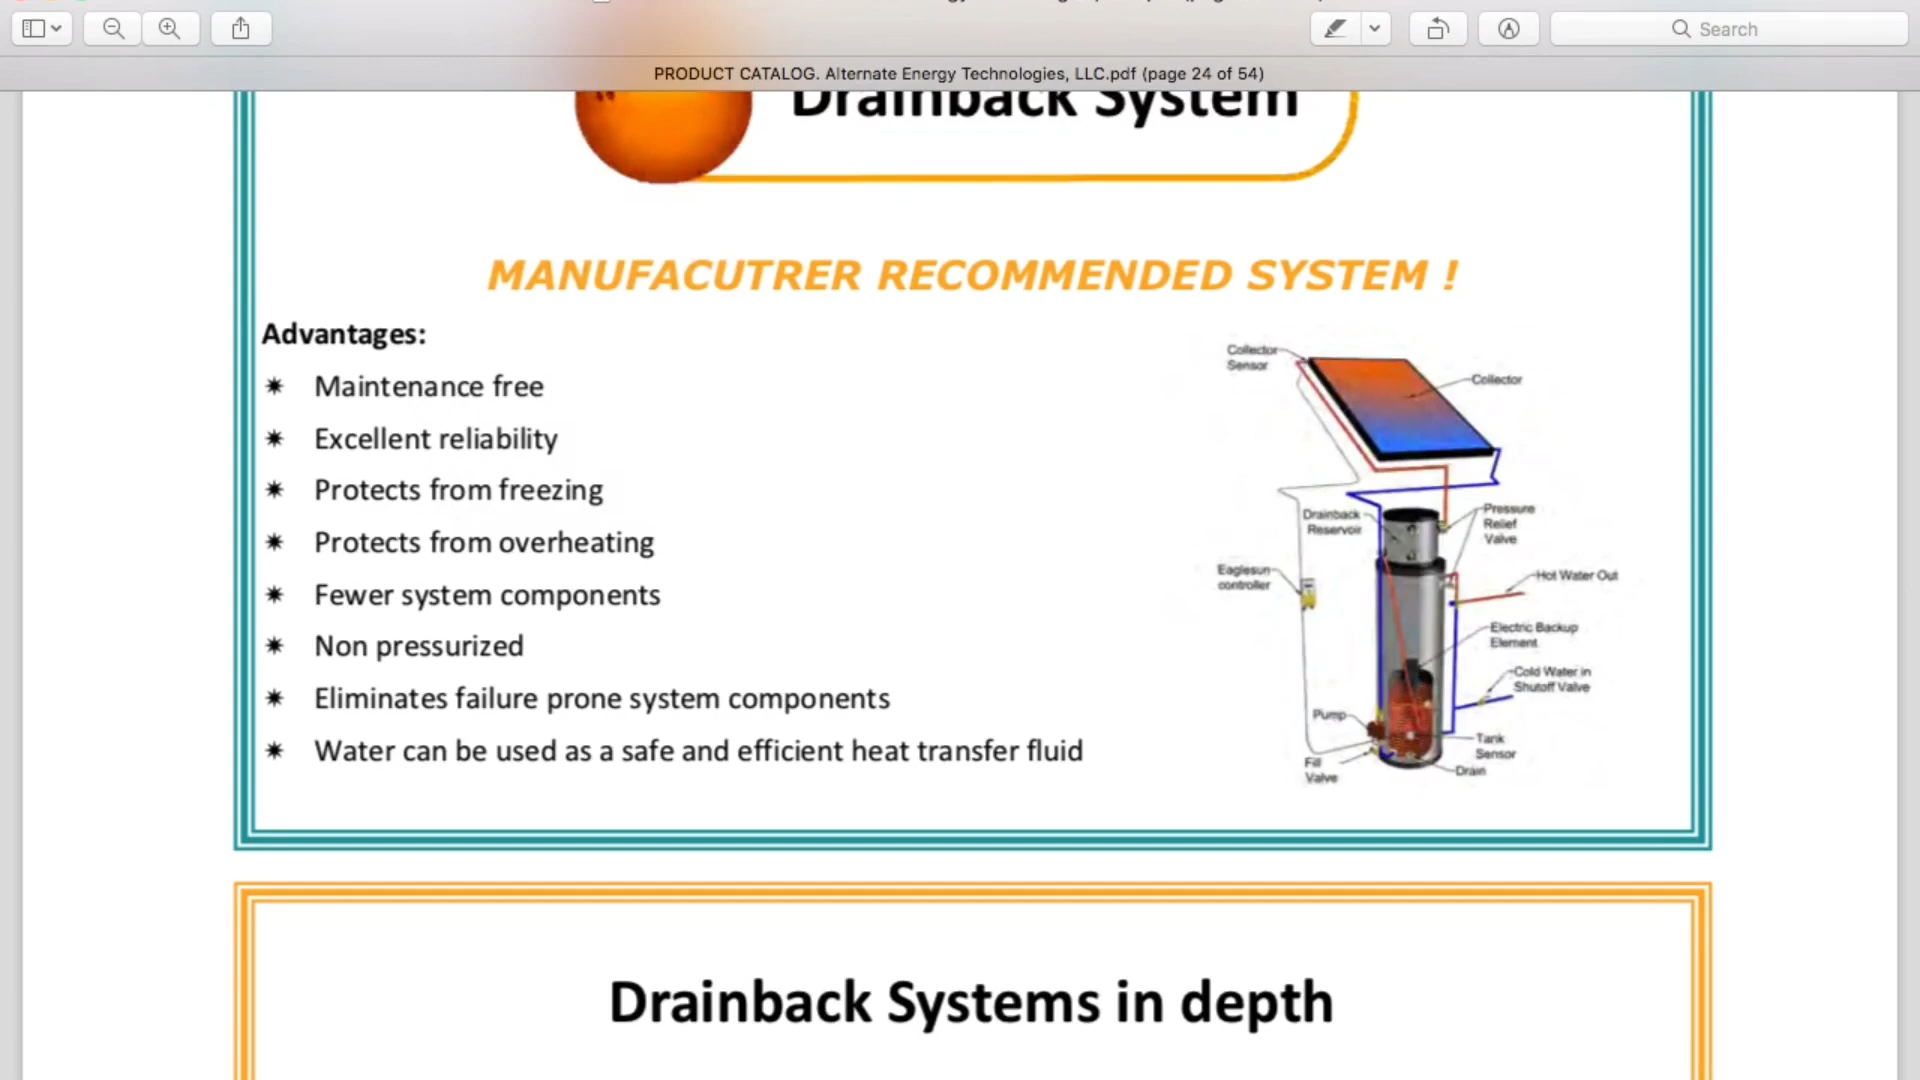 Search
PRODUCT CATALOG. Alternate Energy Technologies, LLC.pdf (page 24 of 54)
Drainback System
MANUFACUTRER RECOMMENDED SYSTEM !
Advantages:
✷ Maintenance free
✷ Excellent reliability
✷ Protects from freezing
✷ Protects from overheating
✷ Fewer system components
✷ Non pressurized
✷ Eliminates failure prone system components
✷ Water can be used as a safe and efficient heat transfer fluid
Collector
Sensor
Collector
Drainback
Reservoir
Pressure
Relief
Valve
Eaglesun
controller
Hot Water Out
Electric Backup
Element
Cold Water in
Shutoff Valve
Pump
Tank
Sensor
Fill
Valve
Drain
Drainback Systems in depth